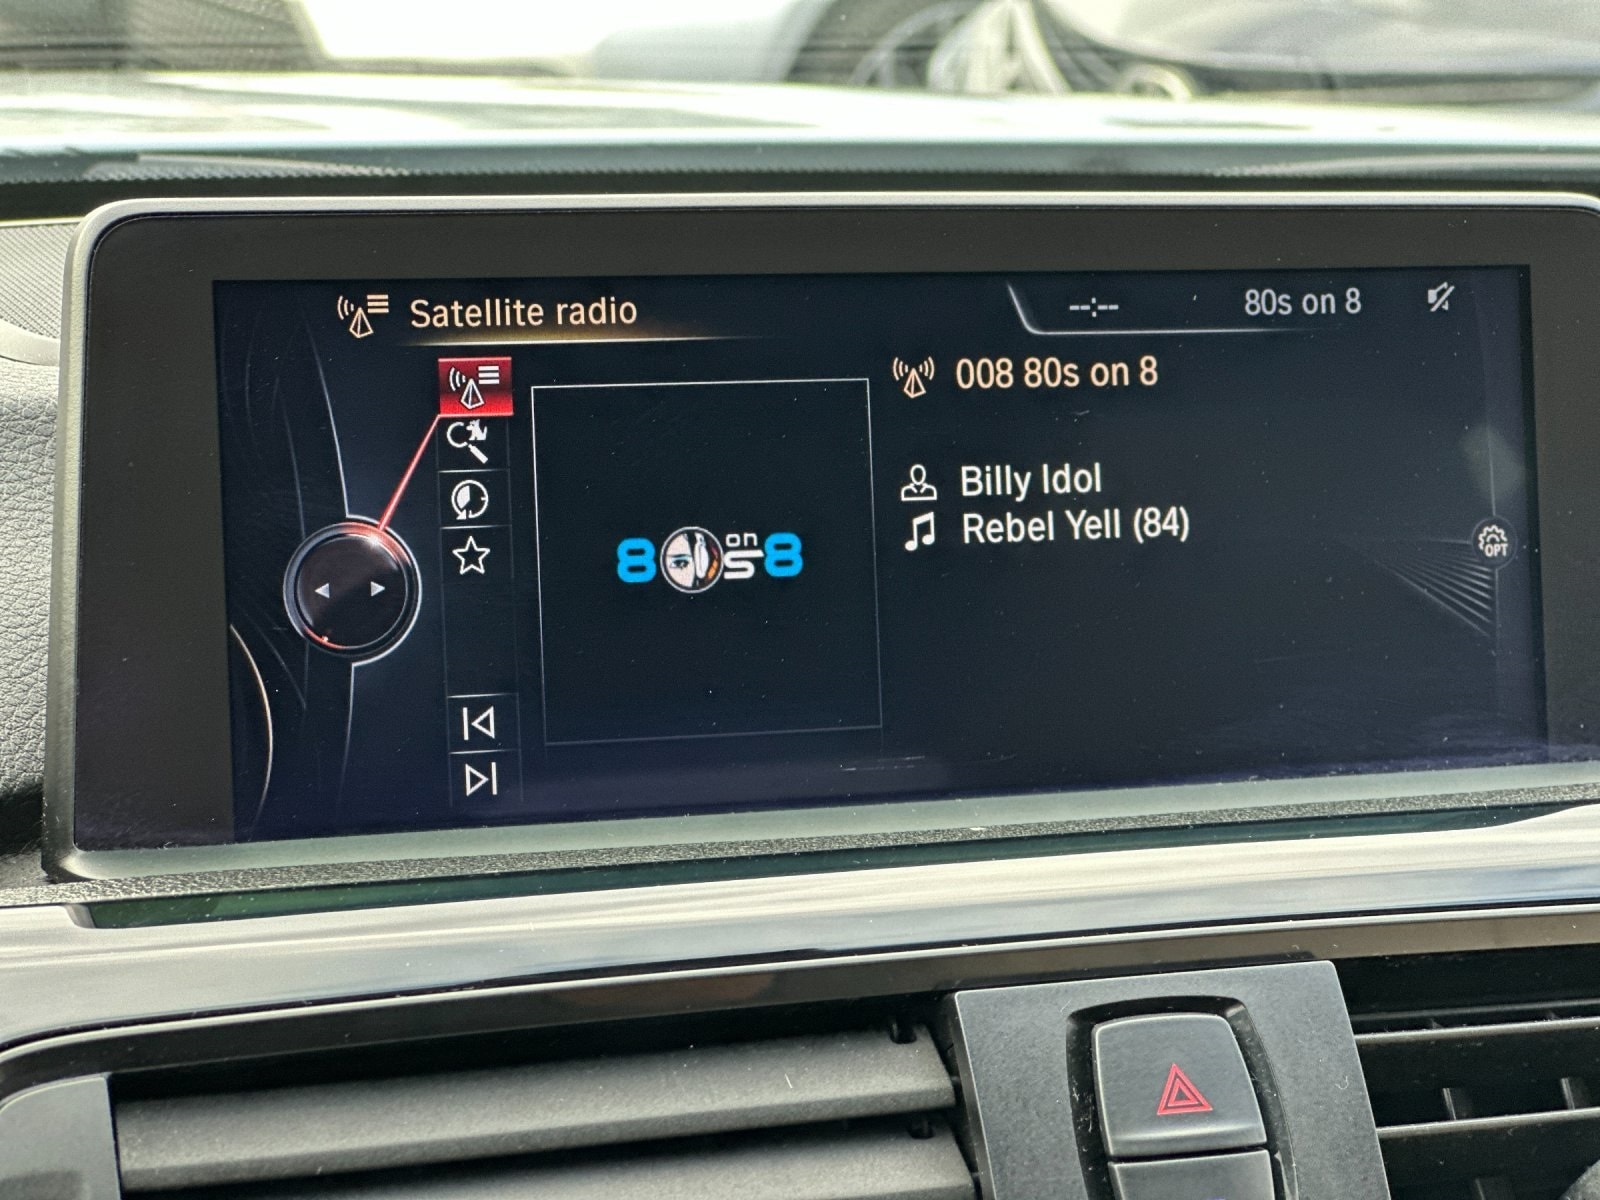 Satellite radio
--:--
80s on 8
008 80s on 8
Billy Idol
Rebel Yell (84)
8 s on 8
OPT